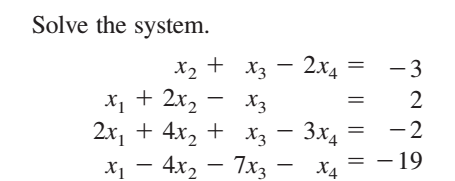 Solve the system.
x₂ + x₃ − 2x₄ = −3
x₁ + 2x₂ − x₃ = 2
2x₁ + 4x₂ + x₃ − 3x₄ = −2
x₁ − 4x₂ − 7x₃ − x₄ = −19